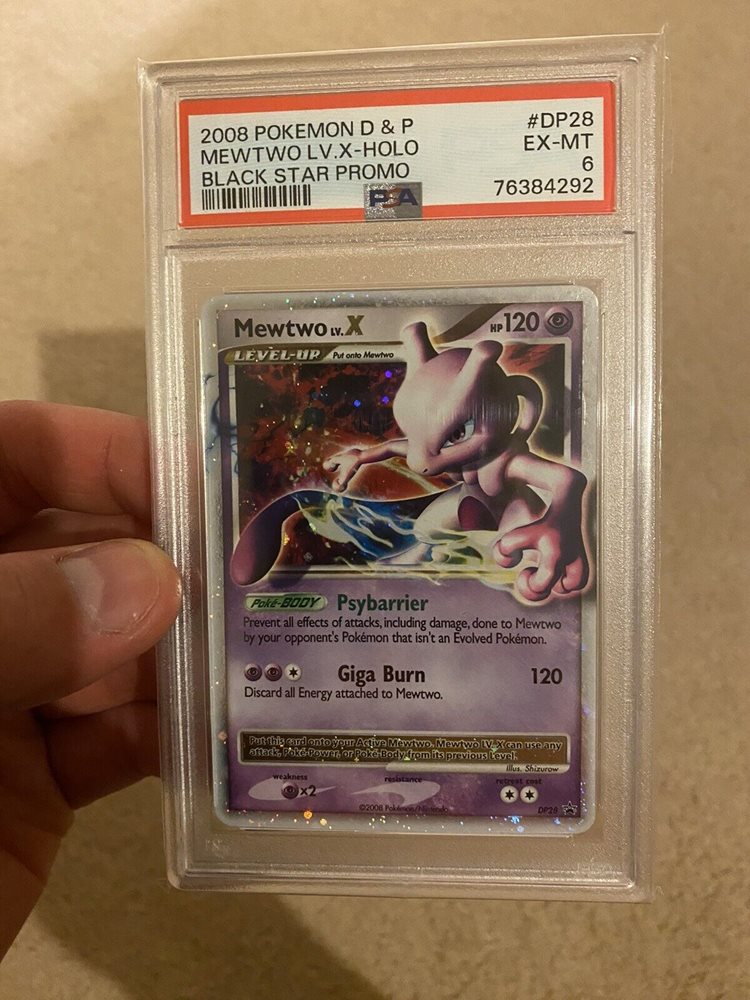 2008 POKEMON D & P #DP28
MEWTWO LV.X-HOLO EX-MT
BLACK STAR PROMO 6
PSA 76384292
Mewtwo LV.X HP 120
LEVEL-UP Put onto Mewtwo
Poké-BODY Psybarrier
Prevent all effects of attacks, including damage, done to Mewtwo
by your opponent's Pokémon that isn't an Evolved Pokémon.
Giga Burn 120
Discard all Energy attached to Mewtwo.
Put this card onto your Active Mewtwo. Mewtwo LV.X can use any
attack, Poké-Power, or Poké-Body from its previous Level.
Illus. Shizurow
weakness resistance retreat cost
x2
©2008 Pokémon/Nintendo DP28